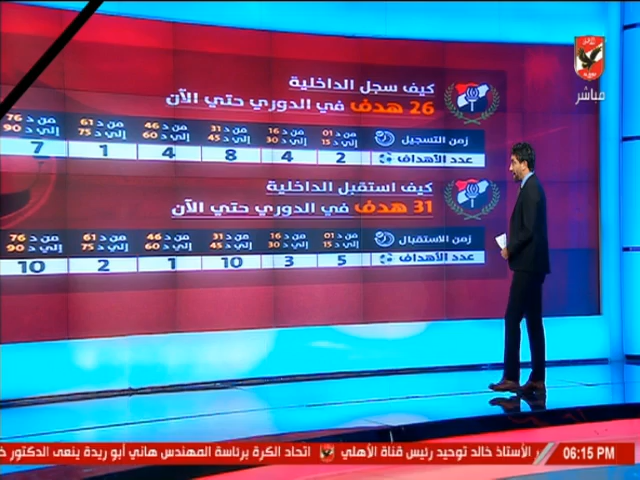 مباشر
كيف سجل الداخلية
26 هدف في الدوري حتي الآن
زمن التسجيل من د 01 إلي د 15 من د 16 إلي د 30 من د 31 إلي د 45 من د 46 إلي د 60 من د 61 إلي د 75 من د 76 إلي د 90
عدد الأهداف 2 4 8 4 1 7
كيف استقبل الداخلية
31 هدف في الدوري حتي الآن
زمن الاستقبال من د 01 إلي د 15 من د 16 إلي د 30 من د 31 إلي د 45 من د 46 إلي د 60 من د 61 إلي د 75 من د 76 إلي د 90
عدد الأهداف 5 3 10 1 2 10
06:15 PM الأستاذ خالد توحيد رئيس قناة الأهلي اتحاد الكرة برئاسة المهندس هاني أبو ريدة ينعى الدكتور